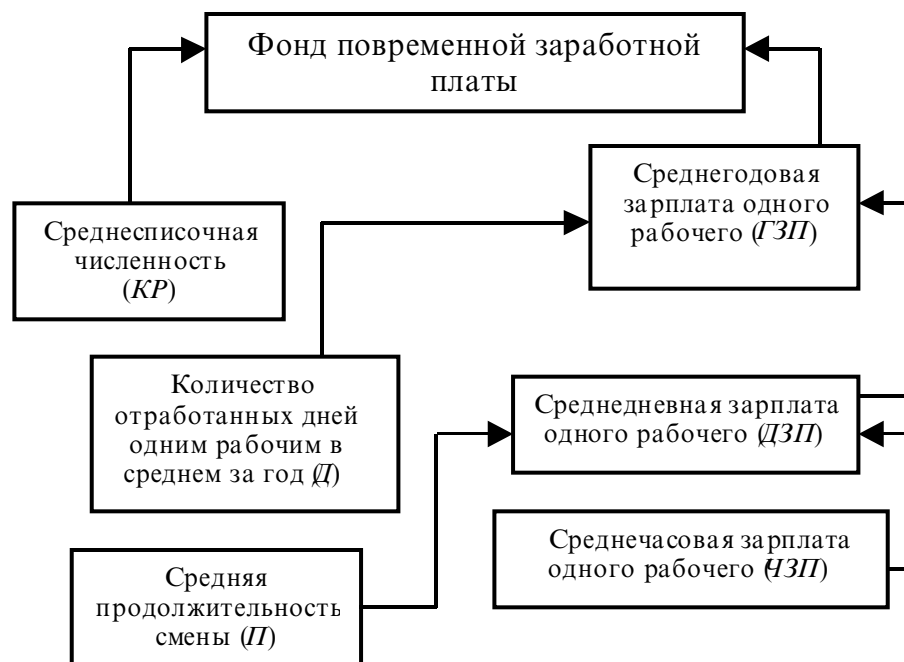 Фонд повременной заработной
платы
Среднегодовая
зарплата одного
рабочего (ГЗП)
Среднесписочная
численность
(КР)
Количество
отработанных дней
одним рабочим в
среднем за год (Д)
Среднедневная зарплата
одного рабочего (ДЗП)
Среднечасовая зарплата
одного рабочего (ЧЗП)
Средняя
продолжительность
смены (П)